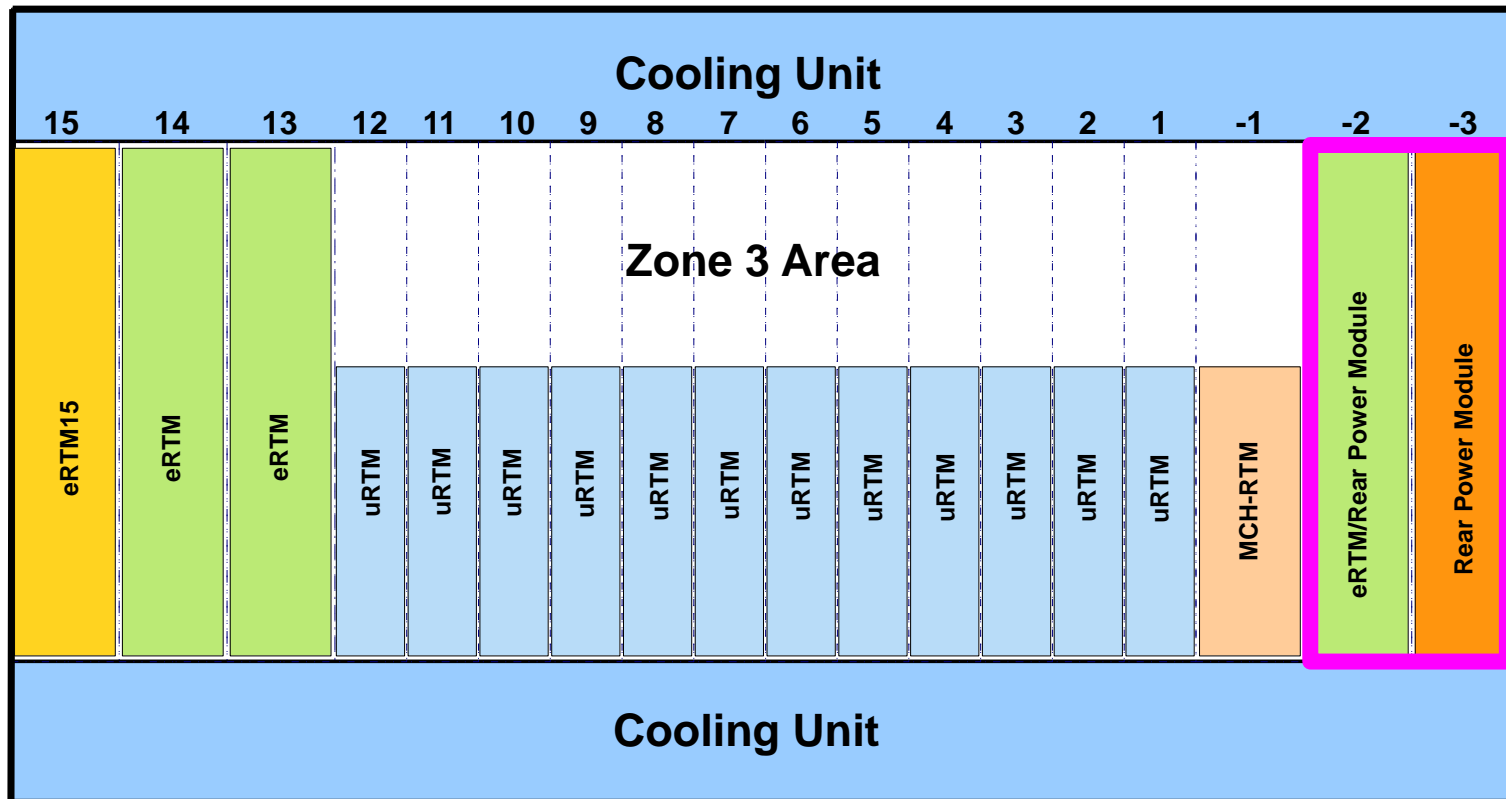 Cooling Unit
15 14 13 12 11 10 9 8 7 6 5 4 3 2 1 -1 -2 -3
Zone 3 Area
eRTM15
eRTM
eRTM
uRTM
uRTM
uRTM
uRTM
uRTM
uRTM
uRTM
uRTM
uRTM
uRTM
uRTM
uRTM
MCH-RTM
eRTM/Rear Power Module
Rear Power Module
Cooling Unit